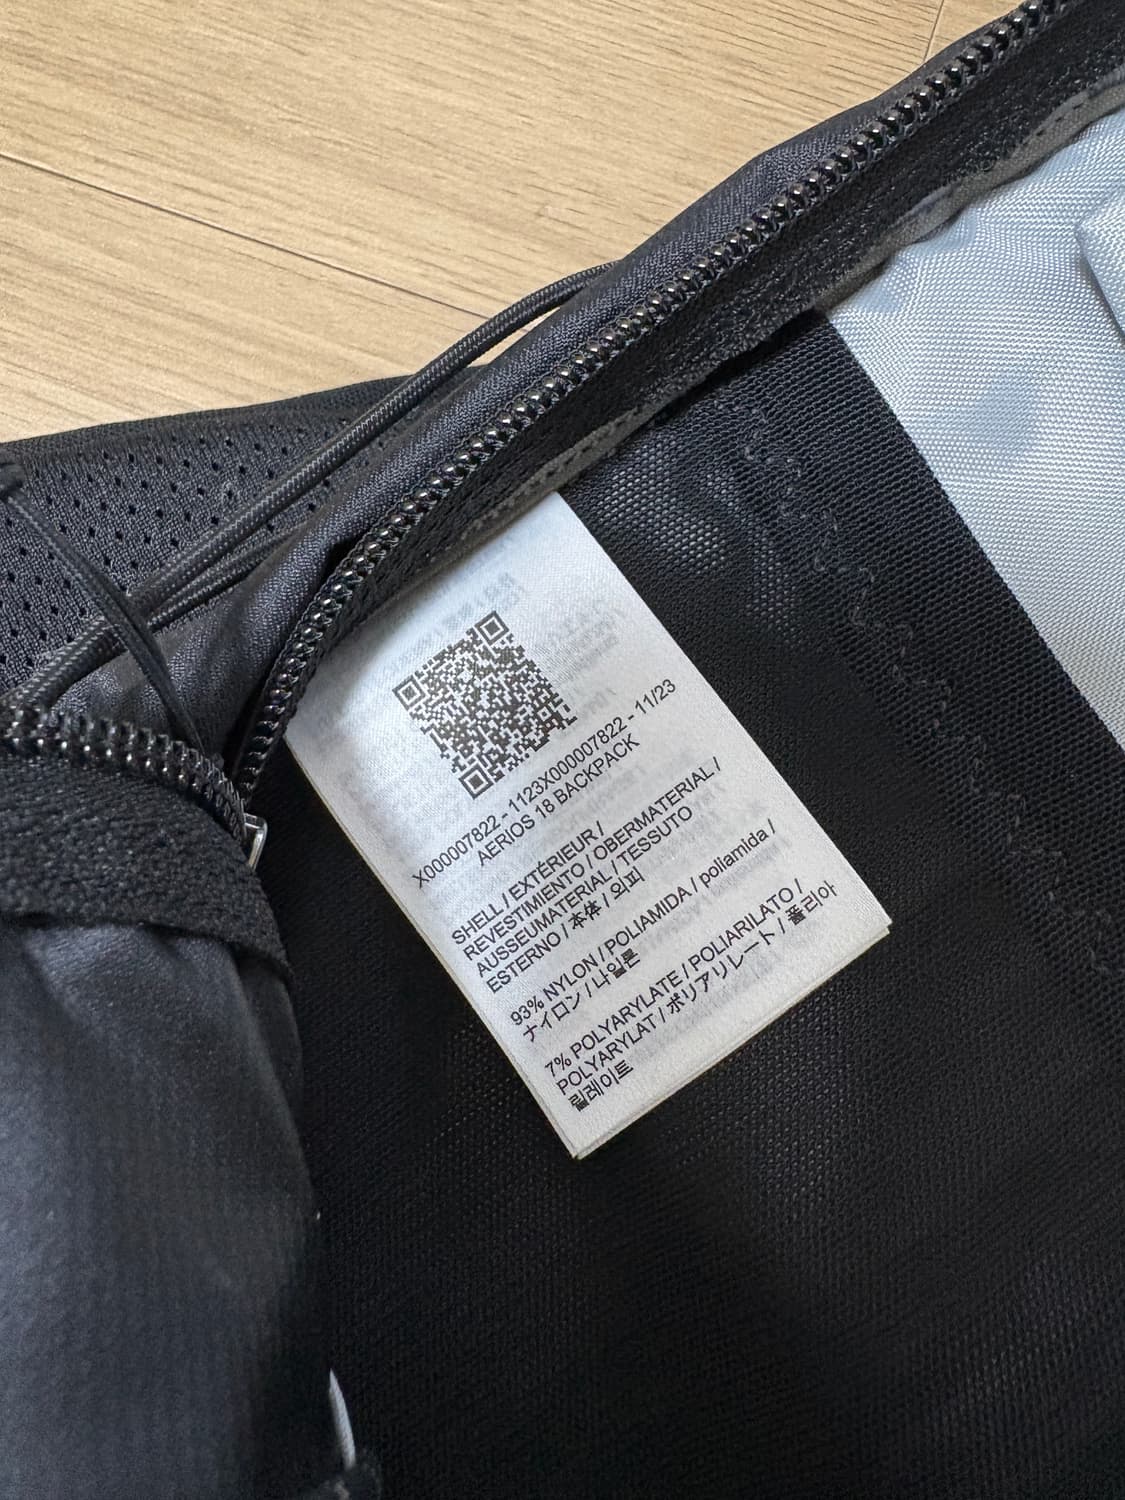 X000007822 - 1123X000007822 - 11/23
AERIOS 18 BACKPACK
SHELL / EXTÉRIEUR /
REVESTIMIENTO / OBERMATERIAL /
AUSSEUMATERIAL / TESSUTO
ESTERNO / 本体 / 외피
93% NYLON / POLIAMIDA / poliamida /
ナイロン / 나일론
7% POLYARYLATE / POLIARILATO /
POLYARYLAT / ポリアリレート / 폴리아
릴레이트